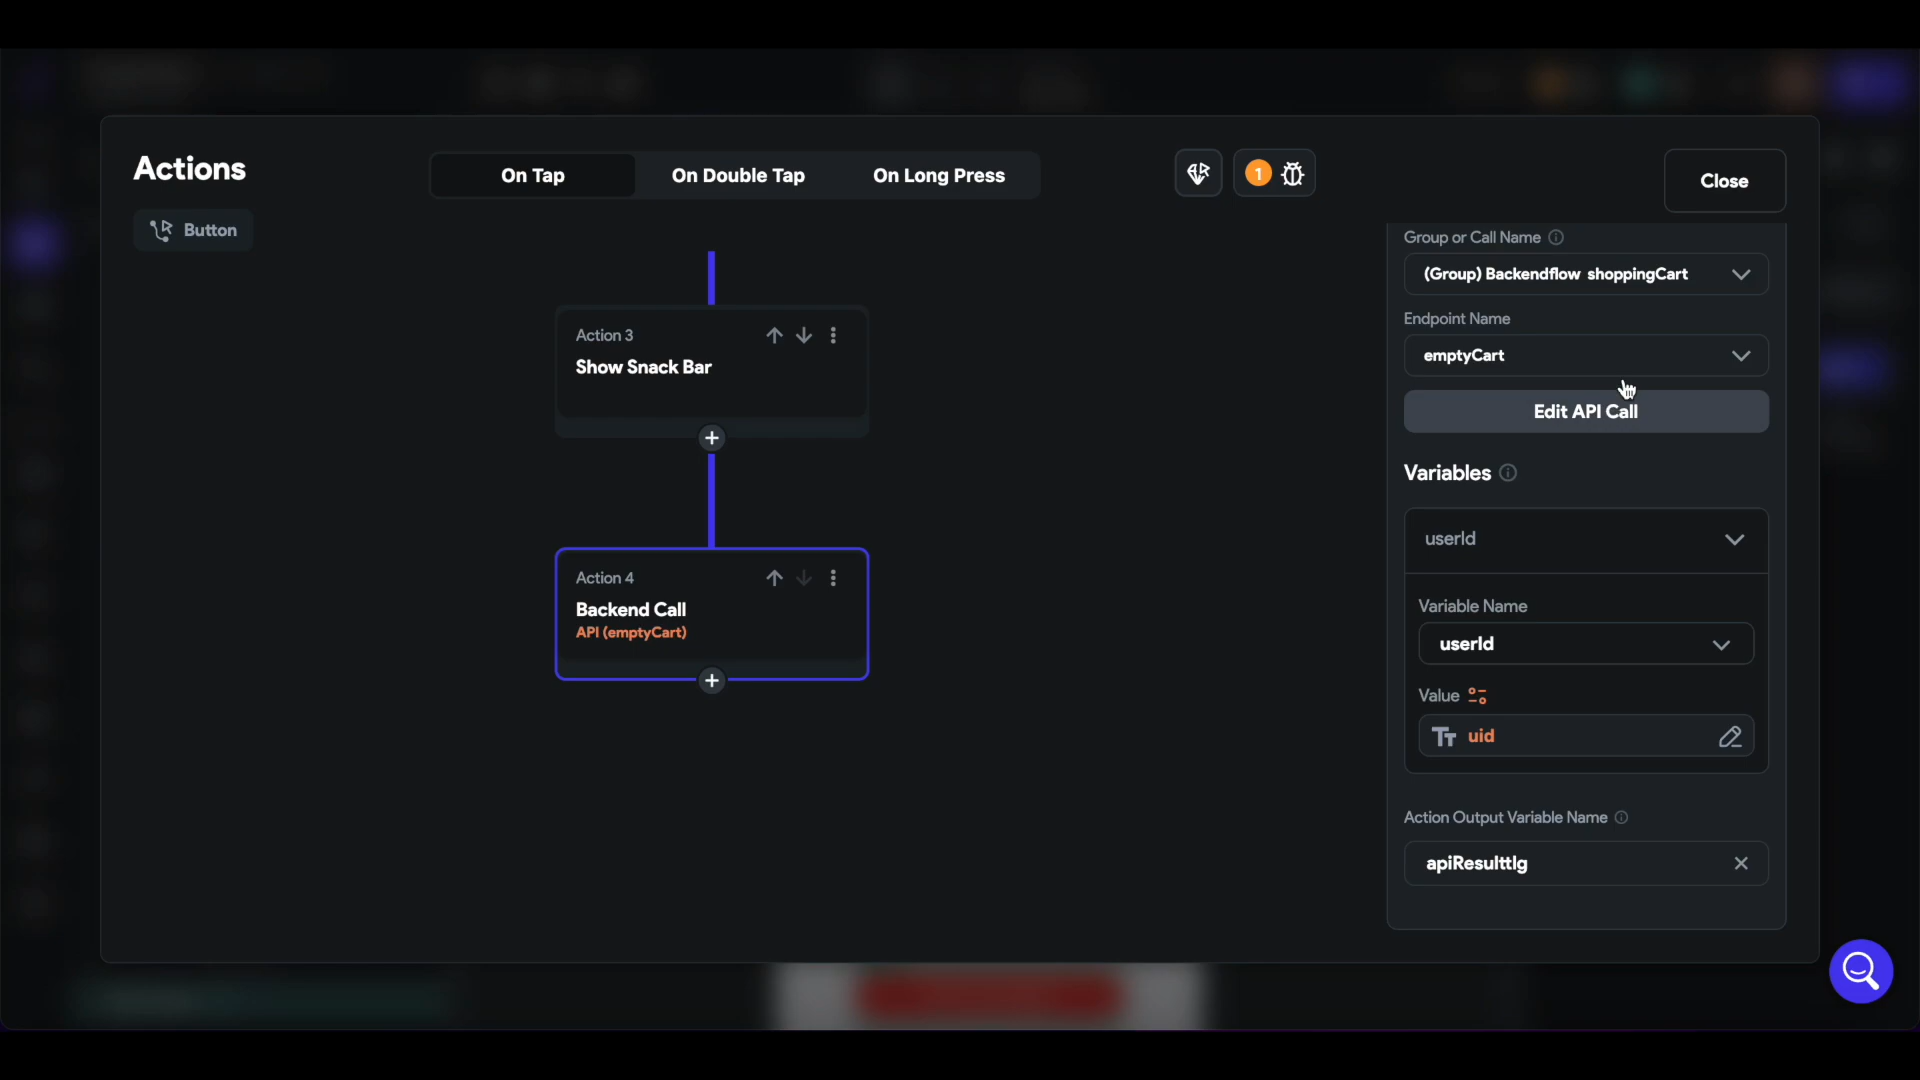 Actions
On Tap
On Double Tap
On Long Press
1
Close
Button
Group or Call Name
(Group) Backendflow shoppingCart
Endpoint Name
emptyCart
Edit API Call
Action 3
Show Snack Bar
Variables
userId
Action 4
Backend Call
API (emptyCart)
Variable Name
userId
Value
Tт uid
Action Output Variable Name
apiResulttlg